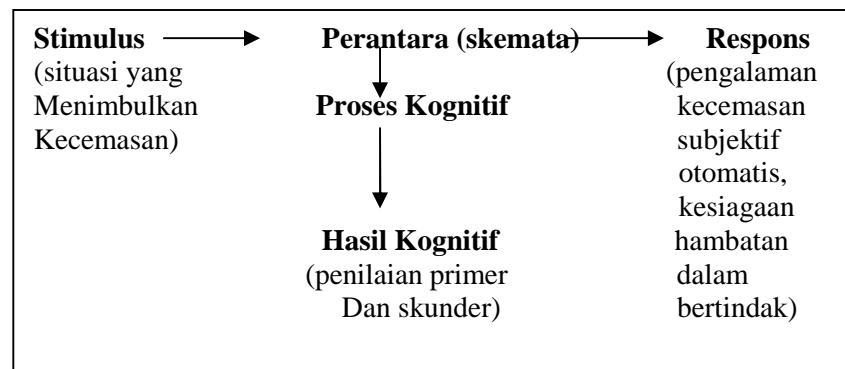 Stimulus
(situasi yang
Menimbulkan
Kecemasan)
Perantara (skemata)
Proses Kognitif
Hasil Kognitif
(penilaian primer
Dan skunder)
Respons
(pengalaman
kecemasan
subjektif
otomatis,
kesiagaan
hambatan
dalam
bertindak)